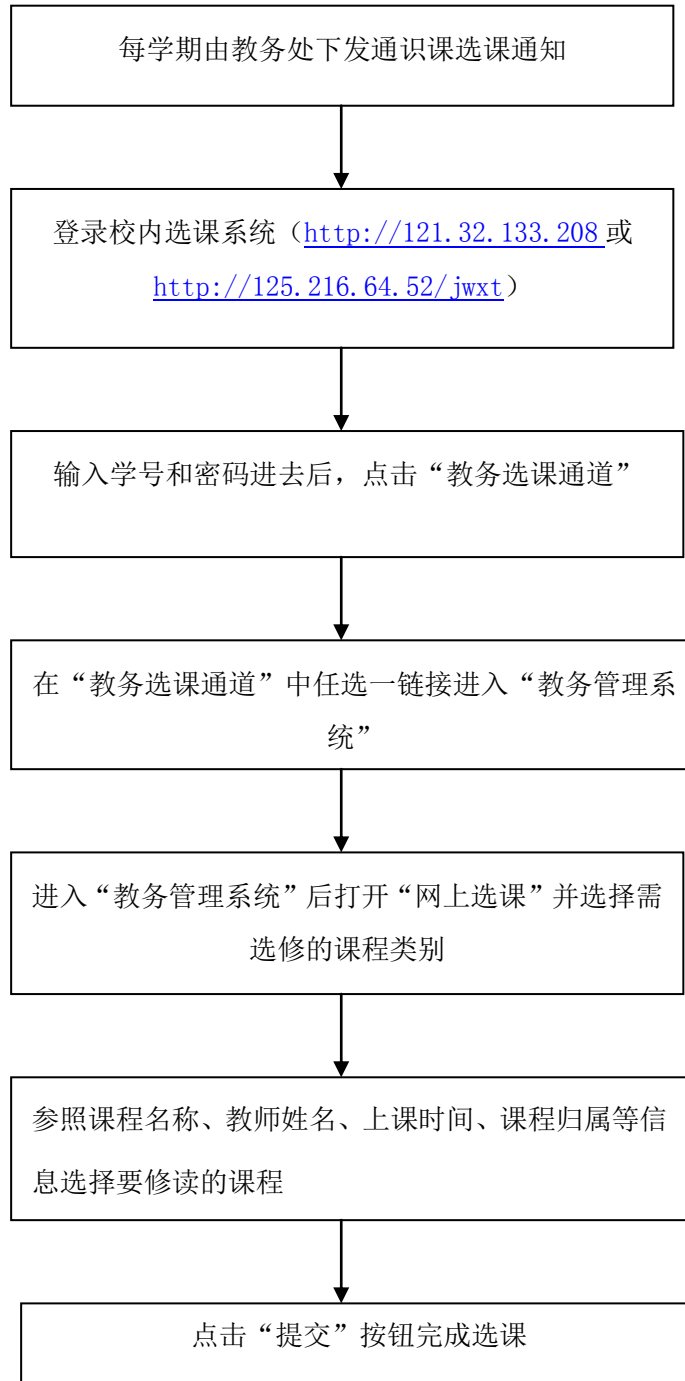 每学期由教务处下发通识课选课通知
登录校内选课系统（http://121.32.133.208 或
http://125.216.64.52/jwxt）
输入学号和密码进去后，点击“教务选课通道”
在“教务选课通道”中任选一链接进入“教务管理系
统”
进入“教务管理系统”后打开“网上选课”并选择需
选修的课程类别
参照课程名称、教师姓名、上课时间、课程归属等信
息选择要修读的课程
点击“提交”按钮完成选课